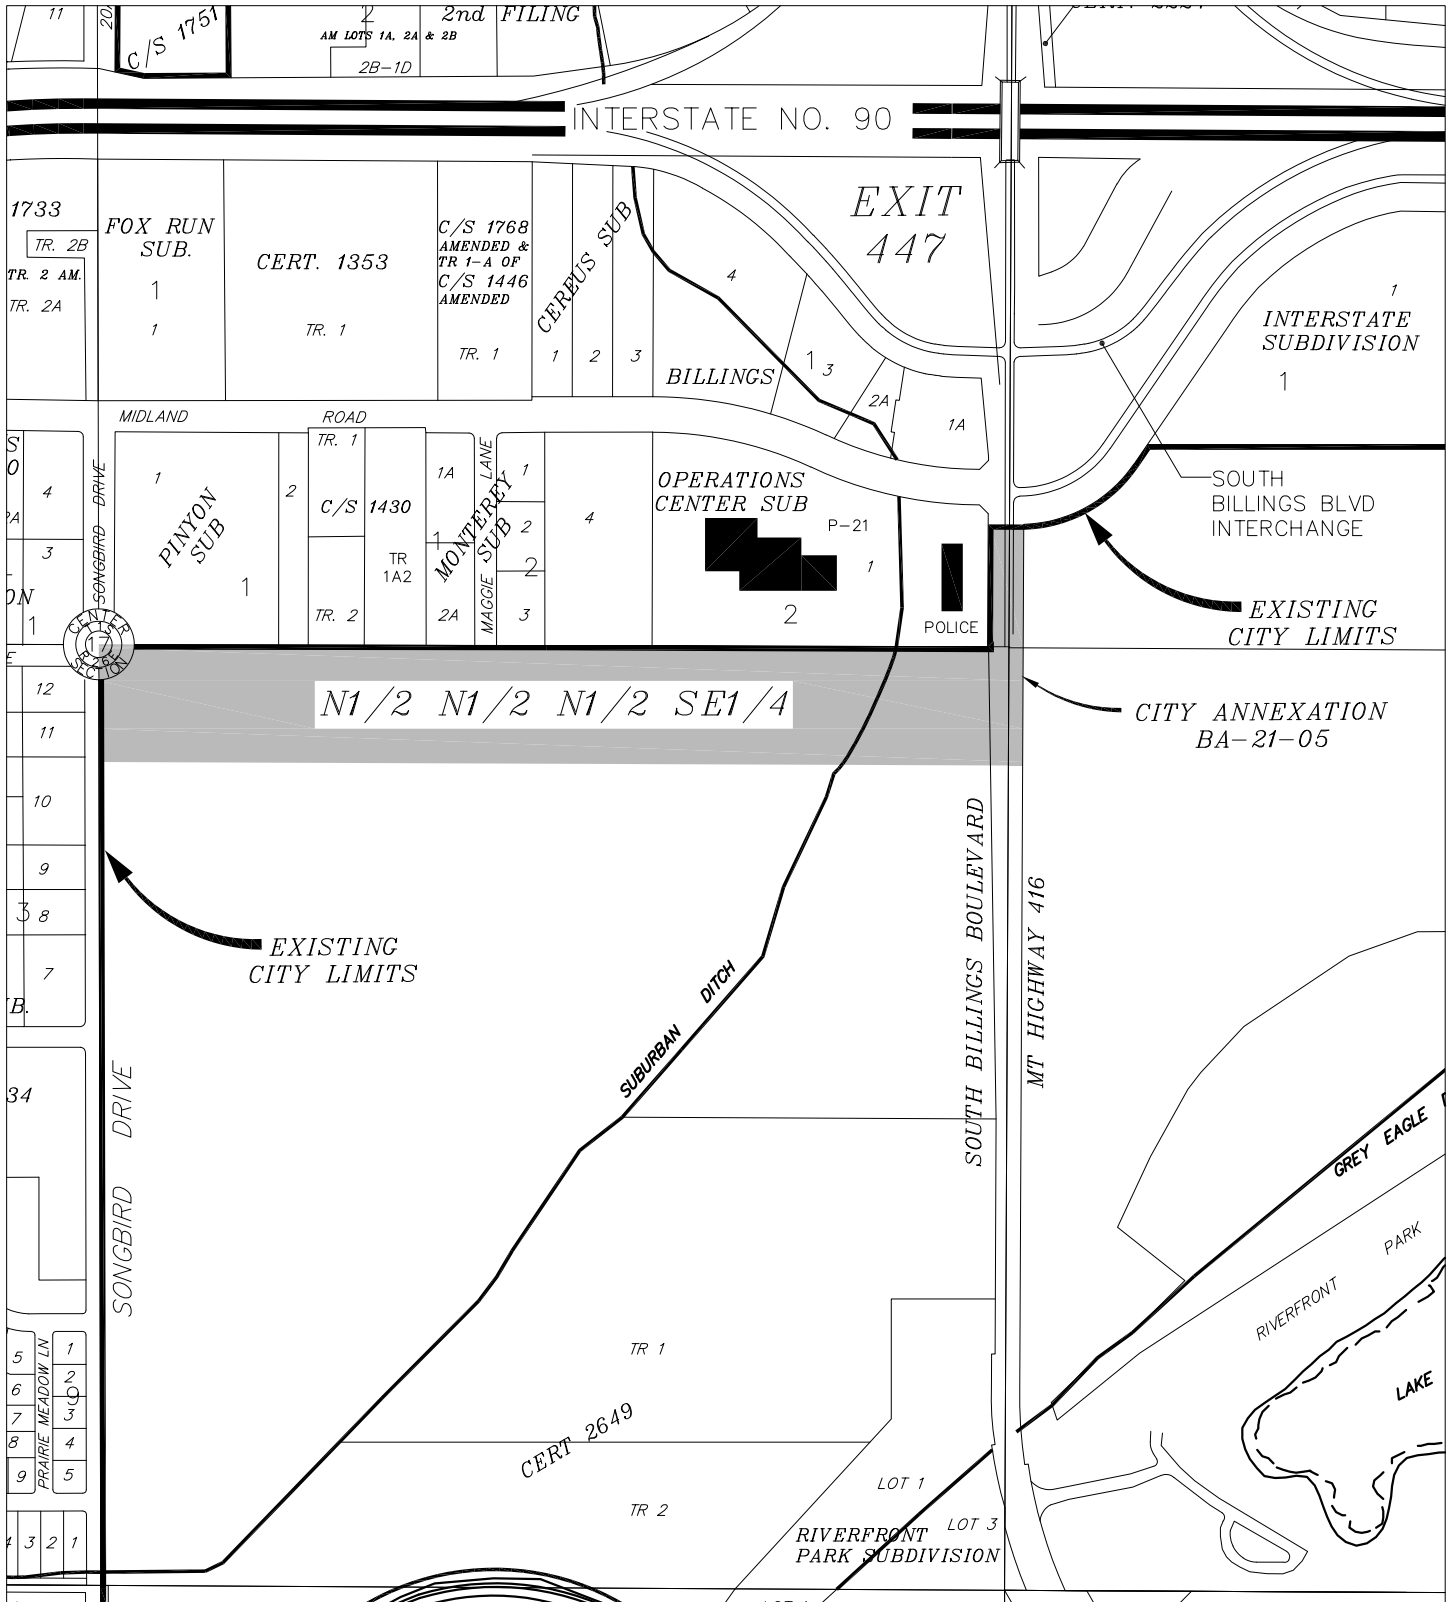 11
20A
C/S 1751
2
2nd FILING
AM LOTS 1A, 2A & 2B
2B-1D
INTERSTATE NO. 90
EXIT
447
1733
TR. 2B
TR. 2 AM.
TR. 2A
FOX RUN
SUB.
1
1
CERT. 1353
TR. 1
C/S 1768
AMENDED &
TR 1-A OF
C/S 1446
AMENDED
TR. 1
CEREUS SUB
1
2
3
4
1
3
2A
1A
BILLINGS
1
INTERSTATE
SUBDIVISION
1
MIDLAND ROAD
SONGBIRD DRIVE
S
0
4
3
ON
1
1
PINYON
SUB
1
2
TR. 1
C/S 1430
TR. 2
TR
1A2
1A
1
2A
MONTEREY
SUB
MAGGIE LANE
1
2
2
3
4
OPERATIONS
CENTER SUB
P-21
1
2
POLICE
SOUTH
BILLINGS BLVD
INTERCHANGE
EXISTING
CITY LIMITS
CENTER
17
SECTION
N1/2 N1/2 N1/2 SE1/4
CITY ANNEXATION
BA-21-05
12
11
10
9
3
8
7
B.
34
EXISTING
CITY LIMITS
SONGBIRD DRIVE
SUBURBAN DITCH
SOUTH BILLINGS BOULEVARD
MT HIGHWAY 416
GREY EAGLE
RIVERFRONT PARK
LAKE
5
6
7
8
9
PRAIRIE MEADOW LN
1
2
9
3
4
5
3
2
1
TR 1
CERT 2649
TR 2
LOT 1
LOT 3
RIVERFRONT
PARK SUBDIVISION